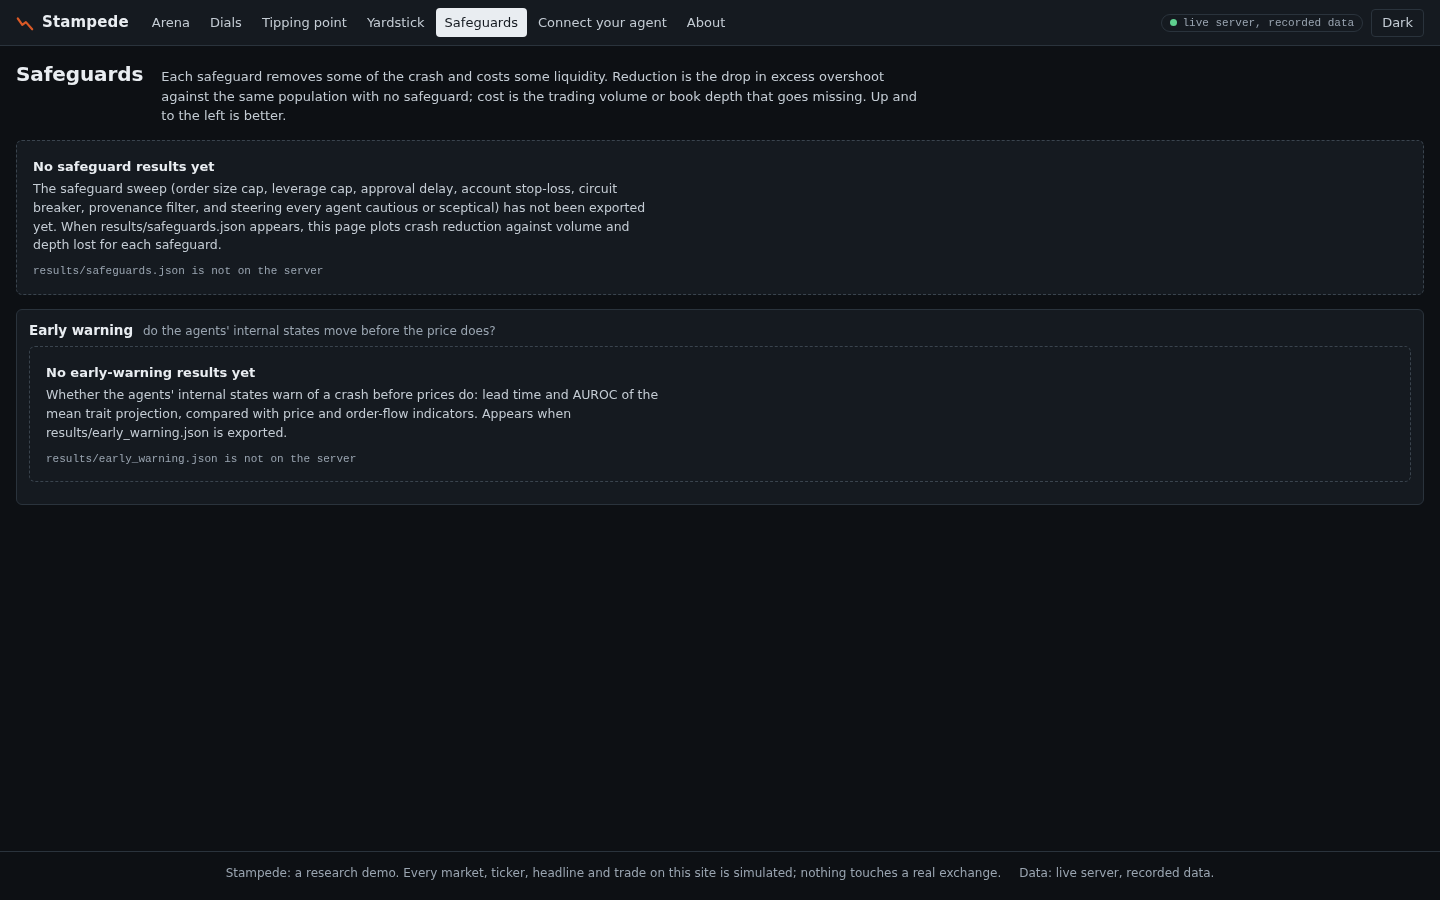 Stampede Arena Dials Tipping point Yardstick Safeguards Connect your agent About live server, recorded data Dark
Safeguards
Each safeguard removes some of the crash and costs some liquidity. Reduction is the drop in excess overshoot
against the same population with no safeguard; cost is the trading volume or book depth that goes missing. Up and
to the left is better.
No safeguard results yet
The safeguard sweep (order size cap, leverage cap, approval delay, account stop-loss, circuit
breaker, provenance filter, and steering every agent cautious or sceptical) has not been exported
yet. When results/safeguards.json appears, this page plots crash reduction against volume and
depth lost for each safeguard.
results/safeguards.json is not on the server
Early warning do the agents' internal states move before the price does?
No early-warning results yet
Whether the agents' internal states warn of a crash before prices do: lead time and AUROC of the
mean trait projection, compared with price and order-flow indicators. Appears when
results/early_warning.json is exported.
results/early_warning.json is not on the server
Stampede: a research demo. Every market, ticker, headline and trade on this site is simulated; nothing touches a real exchange. Data: live server, recorded data.